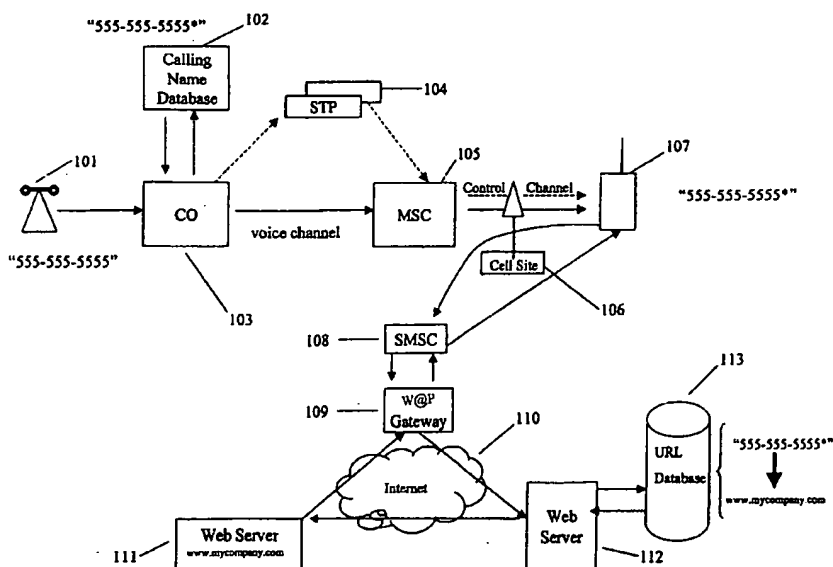 "555-555-5555*"
102
Calling
Name
Database
STP
104
101
105
107
CO
voice channel
MSC
Control Channel
"555-555-5555*"
"555-555-5555"
Cell Site
103
106
108
SMSC
113
109
W@P
Gateway
110
URL
Database
"555-555-5555*"
www.mycompany.com
Internet
111
Web Server
www.mycompany.com
Web
Server
112